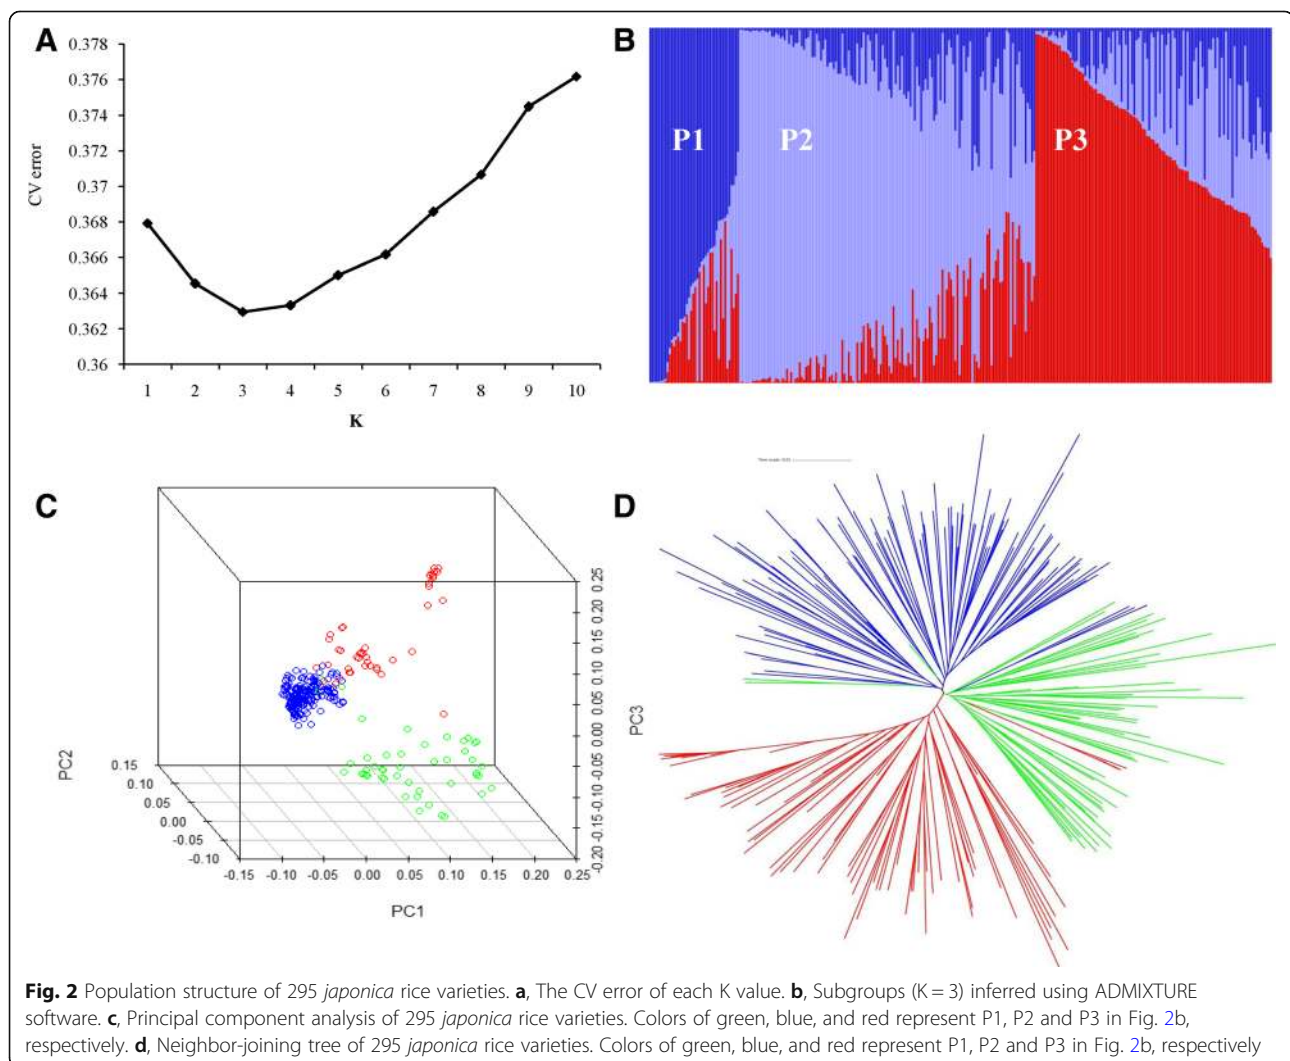 A
B
0.378
0.376
0.374
0.372
0.37
0.368
0.366
0.364
0.362
0.36
CV error
1 2 3 4 5 6 7 8 9 10
K
P1
P2
P3
C
D
PC2
0.15
0.10
0.05
0.00
-0.05
-0.10
-0.15 -0.10 -0.05 0.00 0.05 0.10 0.15 0.20 0.25
PC1
0.25
0.20
0.15
0.10
0.05
0.00
-0.05
-0.10
-0.15
-0.20
PC3
Fig. 2 Population structure of 295 japonica rice varieties. a, The CV error of each K value. b, Subgroups (K = 3) inferred using ADMIXTURE
software. c, Principal component analysis of 295 japonica rice varieties. Colors of green, blue, and red represent P1, P2 and P3 in Fig. 2b,
respectively. d, Neighbor-joining tree of 295 japonica rice varieties. Colors of green, blue, and red represent P1, P2 and P3 in Fig. 2b, respectively